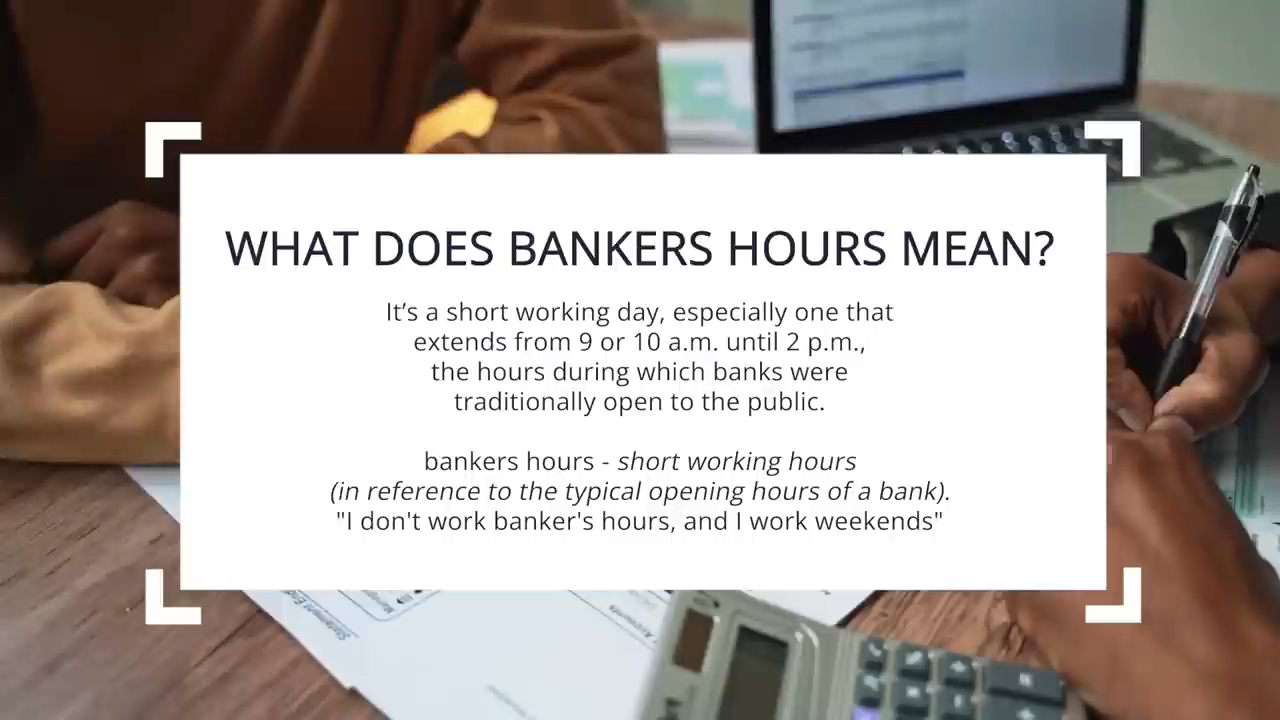 WHAT DOES BANKERS HOURS MEAN?
It’s a short working day, especially one that
extends from 9 or 10 a.m. until 2 p.m.,
the hours during which banks were
traditionally open to the public.
bankers hours - short working hours
(in reference to the typical opening hours of a bank).
"I don't work banker's hours, and I work weekends"